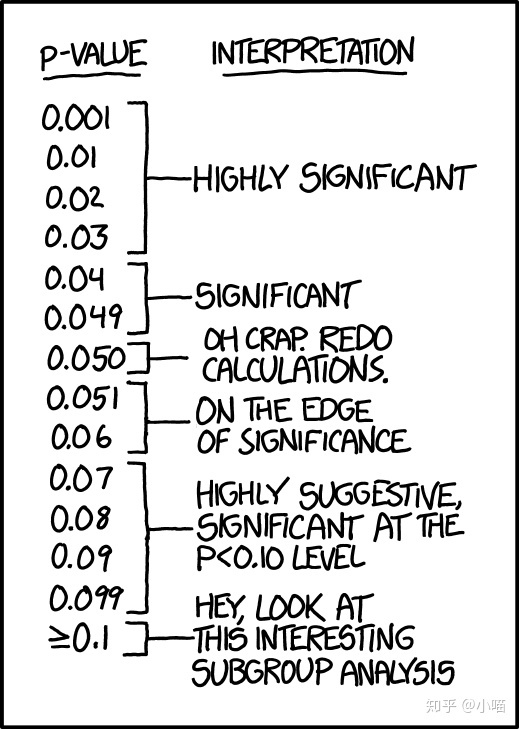 P-VALUE INTERPRETATION
0.001
0.01
0.02
0.03
HIGHLY SIGNIFICANT
0.04
0.049
SIGNIFICANT
0.050
OH CRAP. REDO
CALCULATIONS.
0.051
0.06
ON THE EDGE
OF SIGNIFICANCE
0.07
0.08
0.09
0.099
HIGHLY SUGGESTIVE,
SIGNIFICANT AT THE
P<0.10 LEVEL
≥0.1
HEY, LOOK AT
THIS INTERESTING
SUBGROUP ANALYSIS
知乎 @小喵